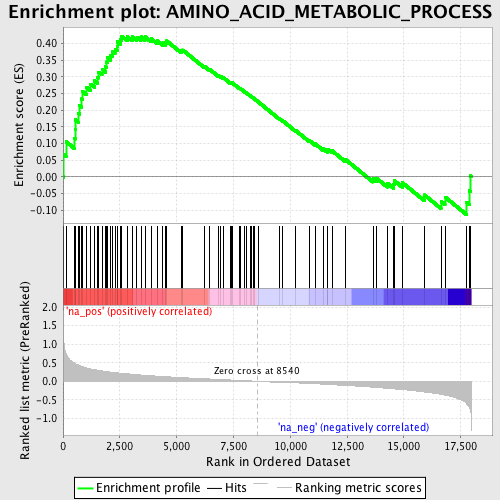 Enrichment plot: AMINO_ACID_METABOLIC_PROCESS
Enrichment score (ES)
0.40
0.35
0.30
0.25
0.20
0.15
0.10
0.05
0.00
-0.05
-0.10
'na_pos' (positively correlated)
Ranked list metric (PreRanked)
2.0
1.5
1.0
0.5
0.0
-0.5
-1.0
Zero cross at 8540
'na_neg' (negatively correlated)
0 2,500 5,000 7,500 10,000 12,500 15,000 17,500
Rank in Ordered Dataset
Enrichment profile Hits Ranking metric scores